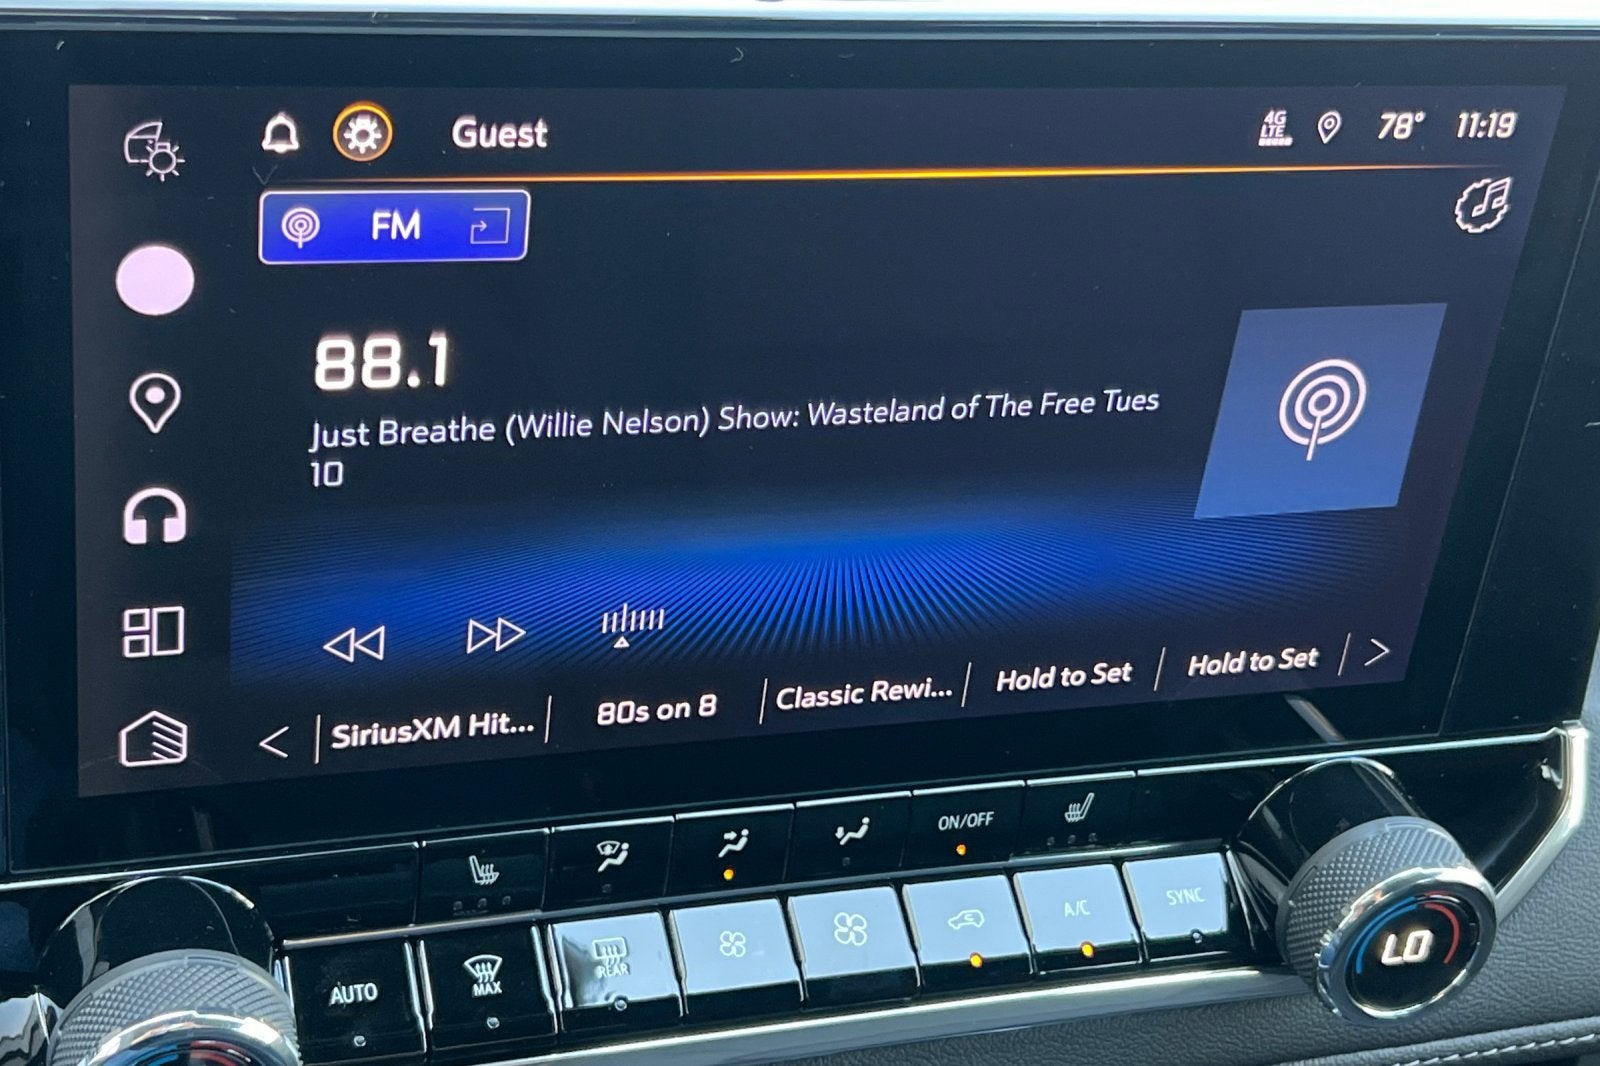 Guest
4G
LTE
78° 11:19
FM
88.1
Just Breathe (Willie Nelson) Show: Wasteland of The Free Tues
10
SiriusXM Hit...
80s on 8
Classic Rewi...
Hold to Set
Hold to Set
ON/OFF
AUTO
MAX
REAR
A/C
SYNC
LO